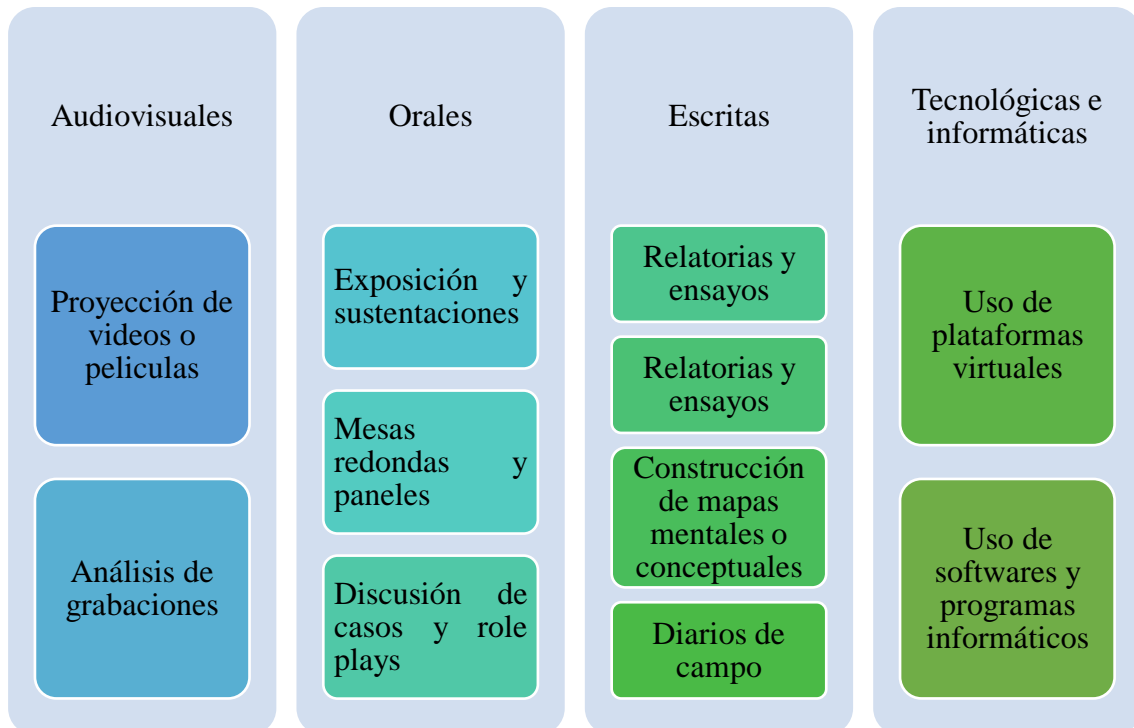 Audiovisuales
Proyección de
videos o
peliculas
Análisis de
grabaciones
Orales
Exposición y
sustentaciones
Mesas
redondas y
paneles
Discusión de
casos y role
plays
Escritas
Relatorias y
ensayos
Relatorias y
ensayos
Construcción
de mapas
mentales o
conceptuales
Diarios de
campo
Tecnológicas e
informáticas
Uso de
plataformas
virtuales
Uso de
softwares y
programas
informáticos